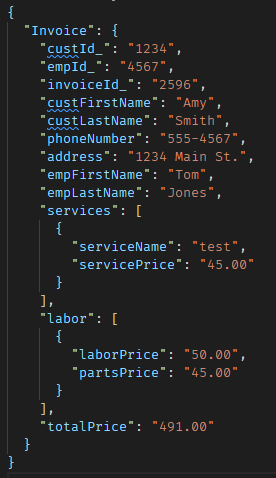 {
  "Invoice": {
    "custId_": "1234",
    "empId_": "4567",
    "invoiceId_": "2596",
    "custFirstName": "Amy",
    "custLastName": "Smith",
    "phoneNumber": "555-4567",
    "address": "1234 Main St.",
    "empFirstName": "Tom",
    "empLastName": "Jones",
    "services": [
      {
        "serviceName": "test",
        "servicePrice": "45.00"
      }
    ],
    "labor": [
      {
        "laborPrice": "50.00",
        "partsPrice": "45.00"
      }
    ],
    "totalPrice": "491.00"
  }
}